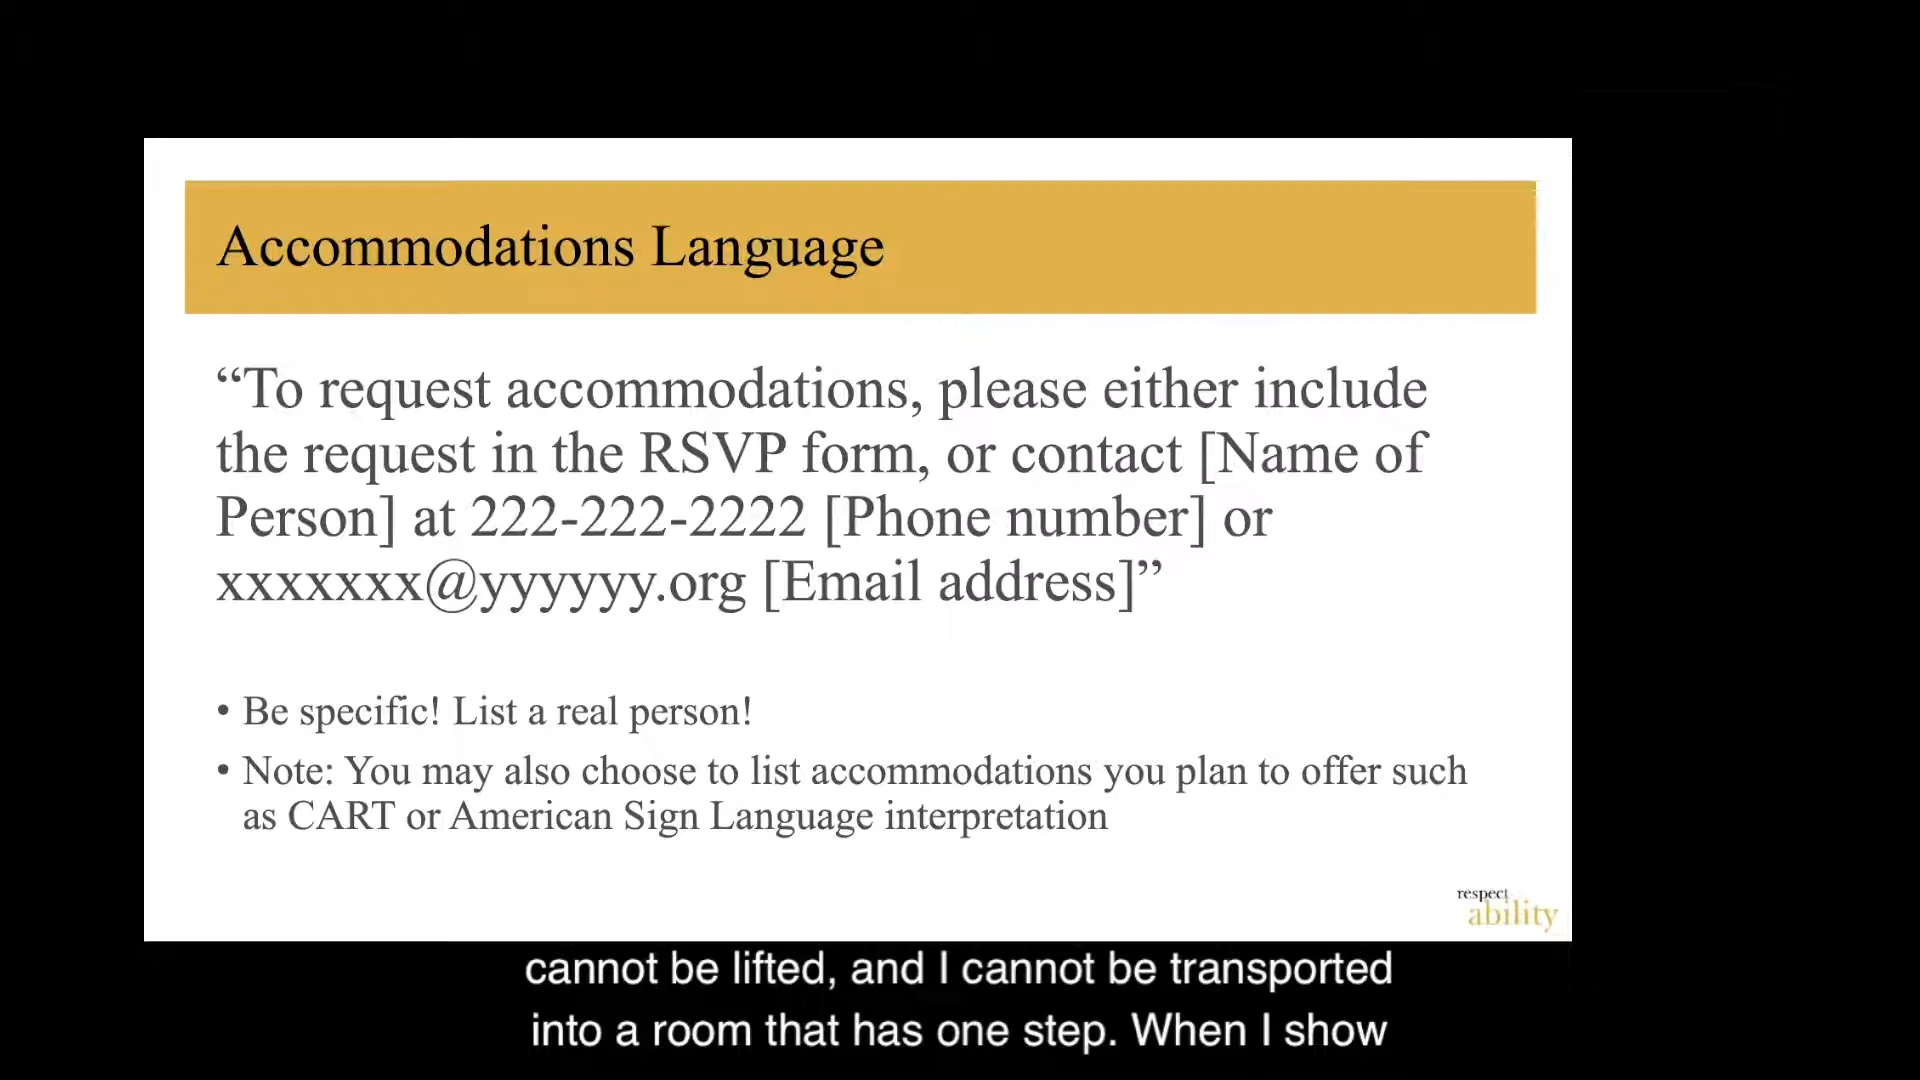 Accommodations Language
“To request accommodations, please either include
the request in the RSVP form, or contact [Name of
Person] at 222-222-2222 [Phone number] or
xxxxxxx@yyyyyy.org [Email address]”
• Be specific! List a real person!
• Note: You may also choose to list accommodations you plan to offer such
as CART or American Sign Language interpretation
respect
ability
cannot be lifted, and I cannot be transported
into a room that has one step. When I show